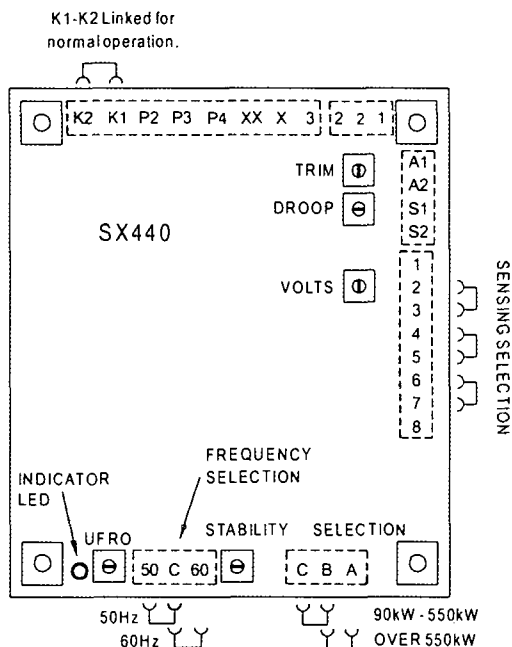 K1-K2 Linked for
normal operation.
K2 K1 P2 P3 P4 XX X 3 2 2 1
TRIM
DROOP
A1
A2
S1
S2
SX440
VOLTS
1
2
3
4
5
6
7
8
SENSING SELECTION
FREQUENCY
SELECTION
INDICATOR
LED
UFRO
STABILITY SELECTION
50 C 60
C B A
50Hz
60Hz
90kW - 550kW
OVER 550kW